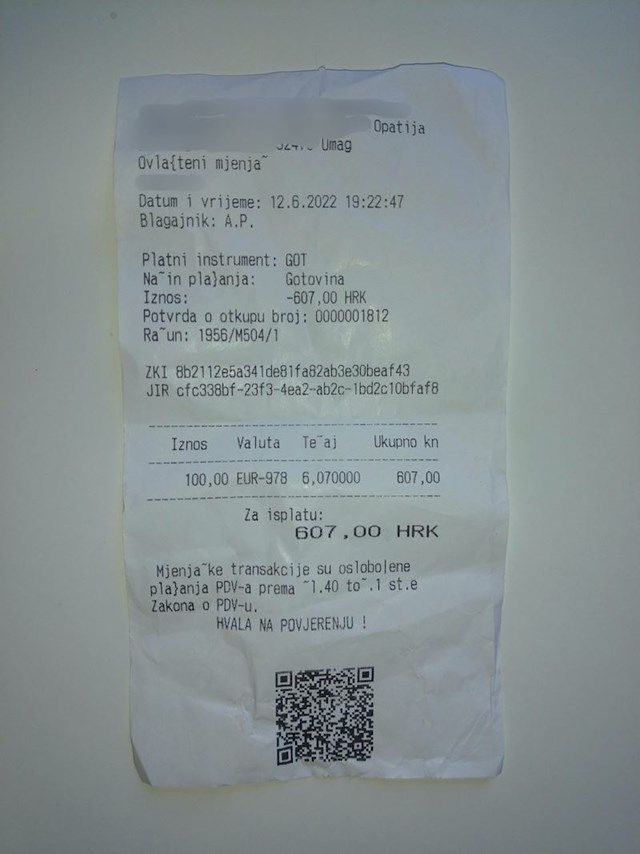 Opatija
Umag
Ovla{teni mjenja~
Datum i vrijeme: 12.6.2022 19:22:47
Blagajnik: A.P.
Platni instrument: GOT
Na~in pla}anja: Gotovina
Iznos: -607,00 HRK
Potvrda o otkupu broj: 0000001812
Ra~un: 1956/M504/1
ZKI 8b2112e5a341de81fa82ab3e30beaf43
JIR cfc338bf-23f3-4ea2-ab2c-1bd2c10bfaf8
Iznos Valuta Te~aj Ukupno kn
100,00 EUR-978 6,070000 607,00
Za isplatu:
607,00 HRK
Mjenja~ke transakcije su oslobo|ene
pla}anja PDV-a prema ~l.40 to~.1 st.e
Zakona o PDV-u.
HVALA NA POVJERENJU !